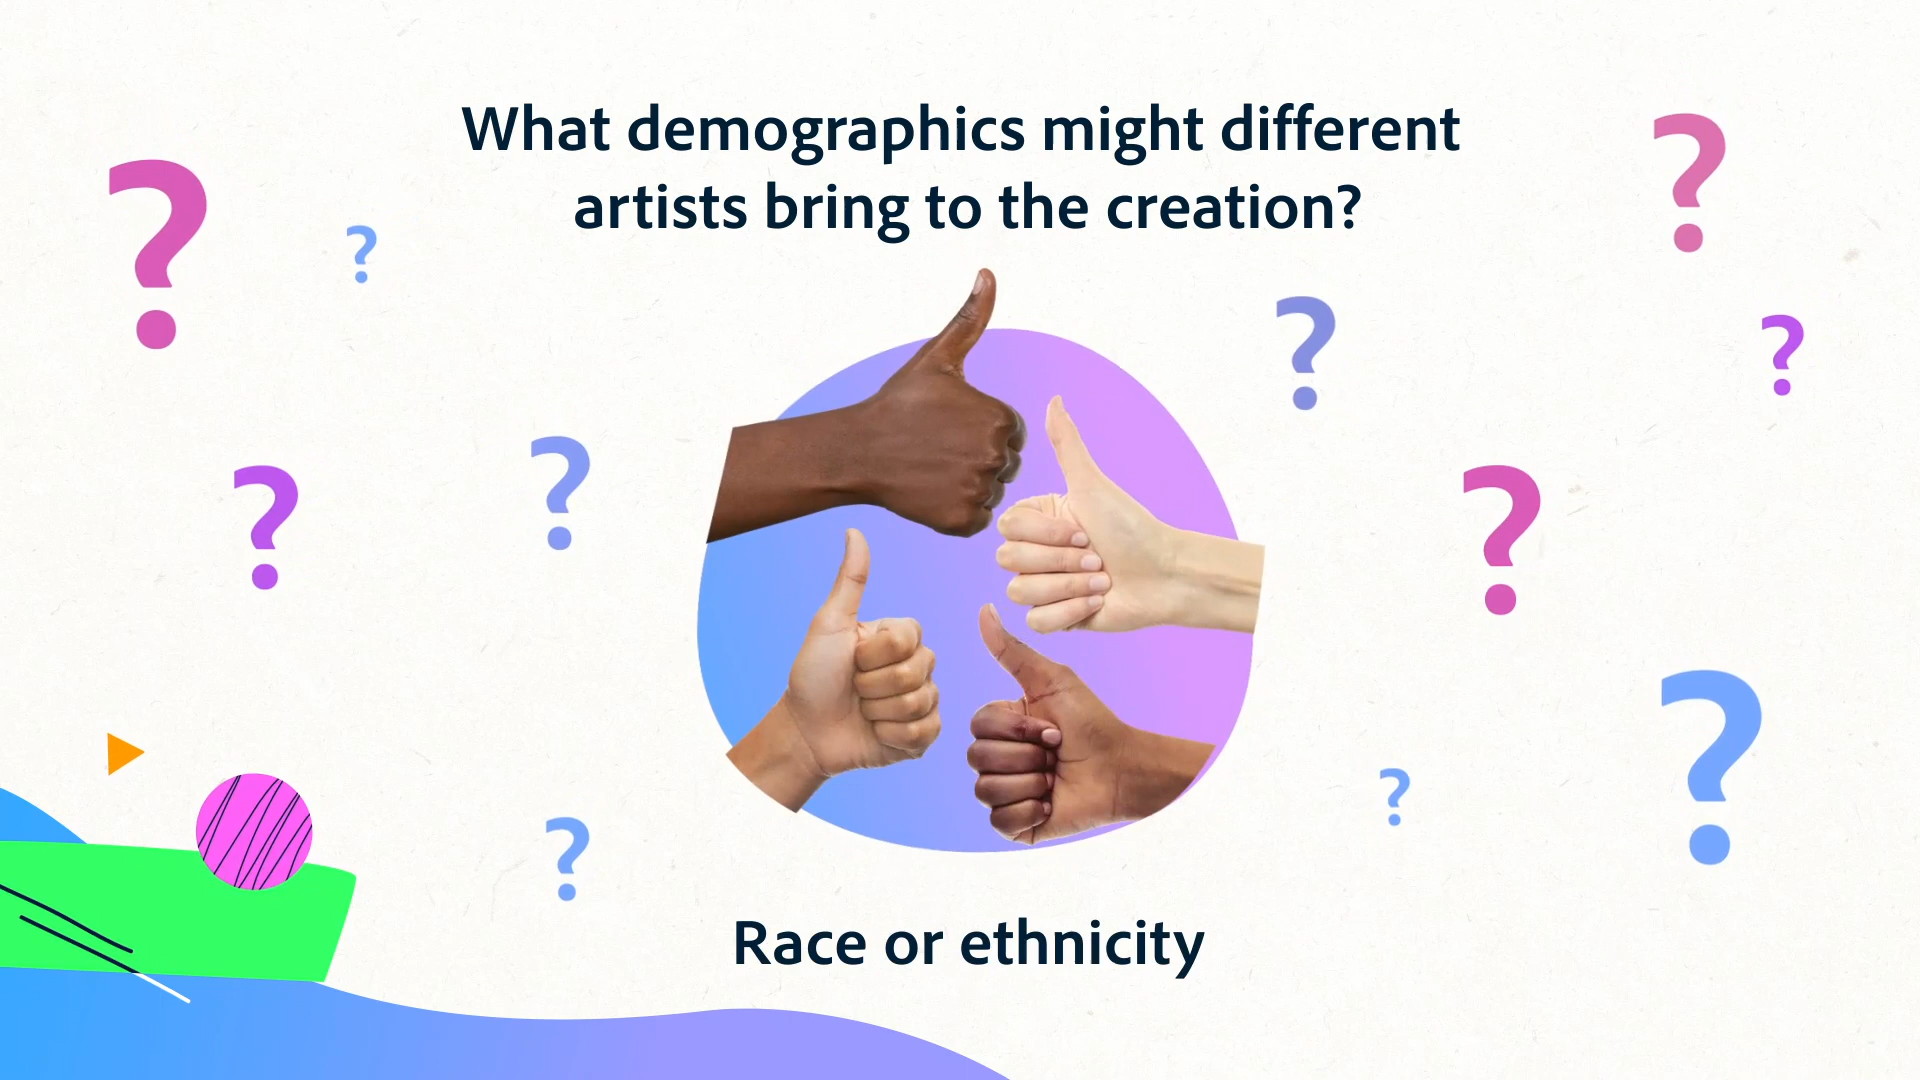 What demographics might different
artists bring to the creation?
? ? ? ? ? ? ? ? ? ? ? ?
Race or ethnicity